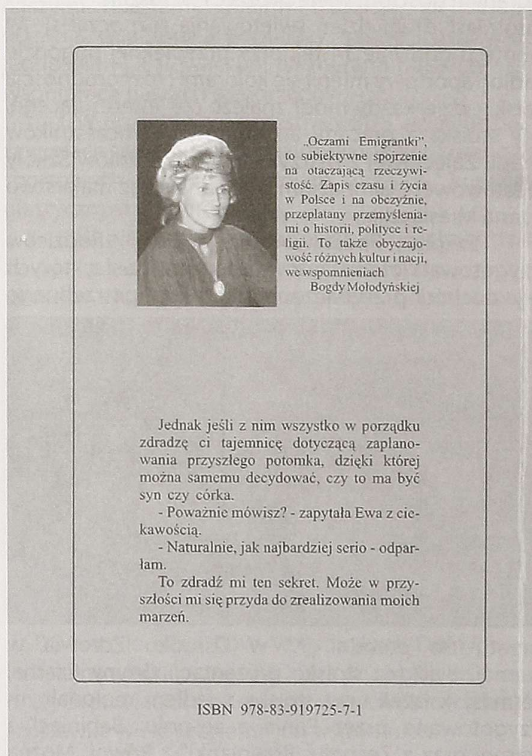 „Oczami Emigrantki”,
to subiektywne spojrzenie
na otaczającą rzeczywi-
stość. Zapis czasu i życia
w Polsce i na obczyźnie,
przeplatany przemyślenia-
mi o historii, polityce i re-
ligii. To także obyczajo-
wość różnych kultur i nacji,
we wspomnieniach
Bogdy Mołodyńskiej
Jednak jeśli z nim wszystko w porządku
zdradzę ci tajemnicę dotyczącą zaplano-
wania przyszłego potomka, dzięki której
można samemu decydować, czy to ma być
syn czy córka.
- Poważnie mówisz? - zapytała Ewa z cie-
kawością.
- Naturalnie, jak najbardziej serio - odpar-
łam.
To zdradź mi ten sekret. Może w przy-
szłości mi się przyda do zrealizowania moich
marzeń.
ISBN 978-83-919725-7-1